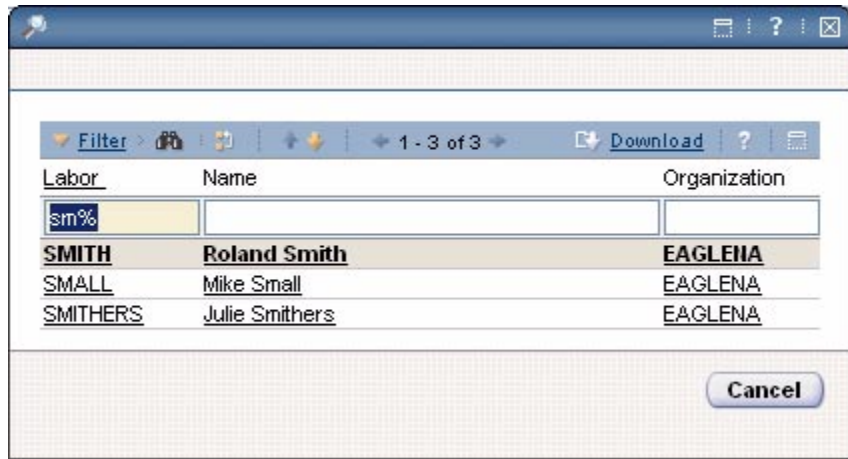 ?
Filter 1 - 3 of 3 Download ?
Labor Name Organization
sm%
SMITH Roland Smith EAGLENA
SMALL Mike Small EAGLENA
SMITHERS Julie Smithers EAGLENA
Cancel